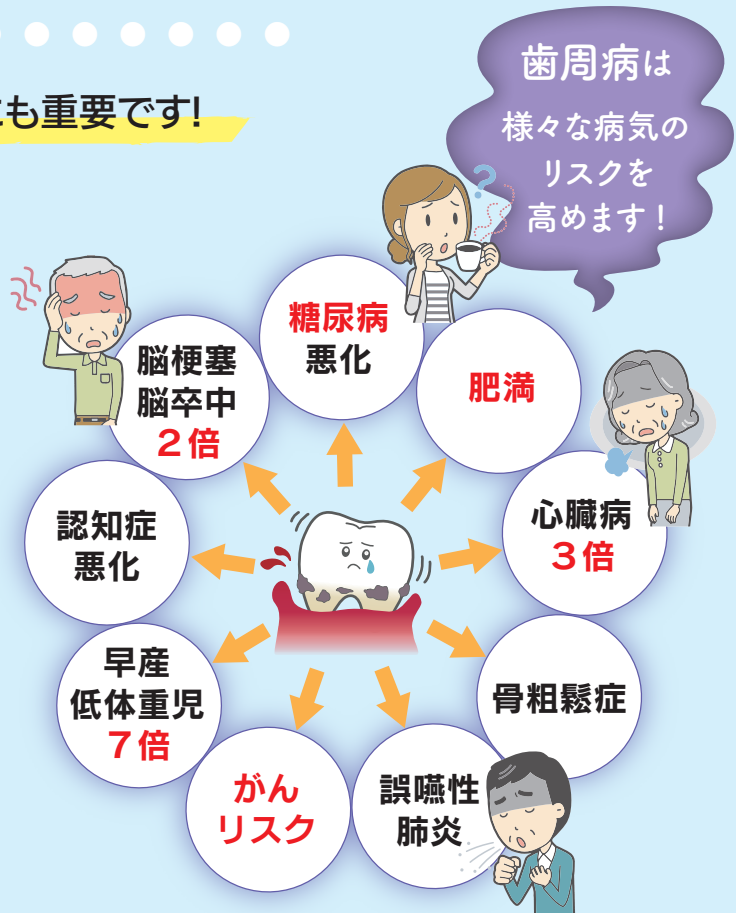 も重要です!
歯周病は
様々な病気の
リスクを
高めます！
糖尿病
悪化
肥満
心臓病
3倍
骨粗鬆症
誤嚥性
肺炎
がん
リスク
早産
低体重児
7倍
認知症
悪化
脳梗塞
脳卒中
2倍
?